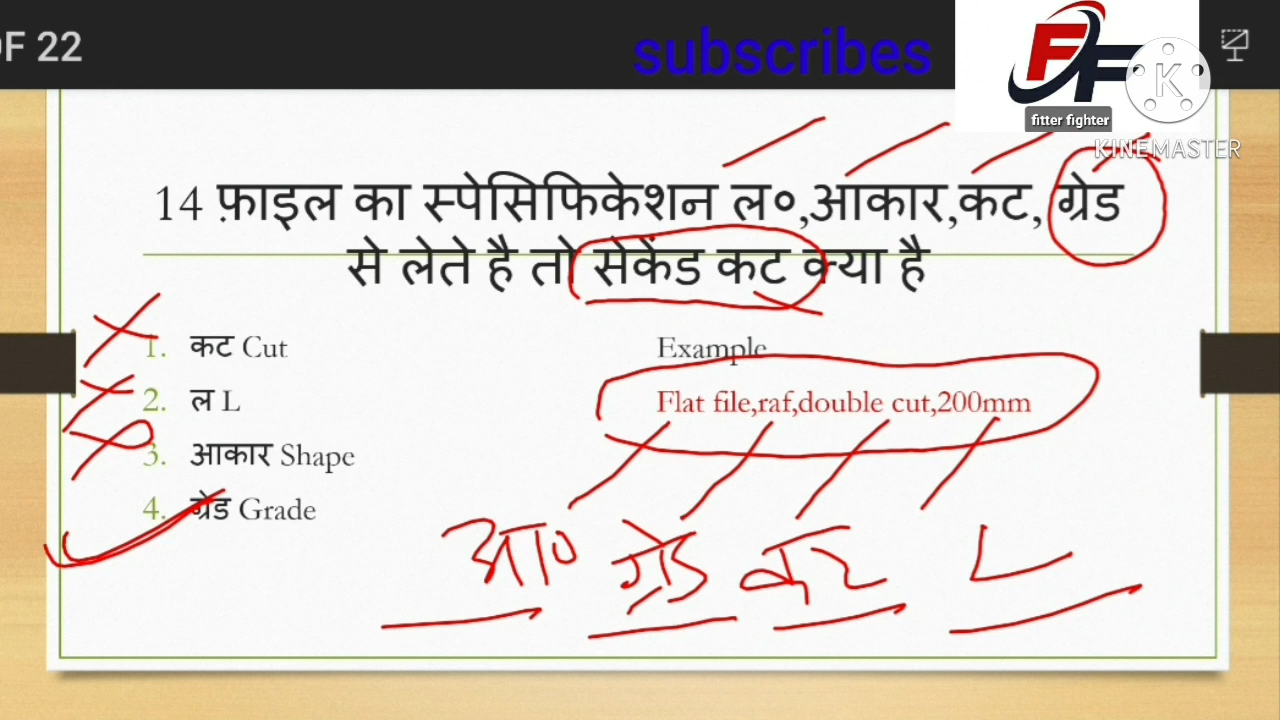 OF 22
subscribes
fitter fighter
KINEMASTER
14 फ़ाइल का स्पेसिफिकेशन ल०,आकार,कट, ग्रेड
से लेते है तो सेकेंड कट क्या है
1. कट Cut
2. ल L
3. आकार Shape
4. ग्रेड Grade
Example
Flat file,raf,double cut,200mm
आ० ग्रेड कट L